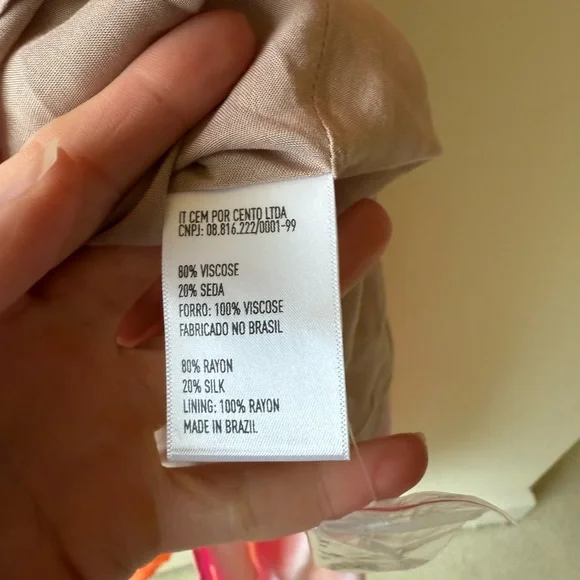 IT CEM POR CENTO LTDA
CNPJ: 08.816.222/0001-99
80% VISCOSE
20% SEDA
FORRO: 100% VISCOSE
FABRICADO NO BRASIL
80% RAYON
20% SILK
LINING: 100% RAYON
MADE IN BRAZIL